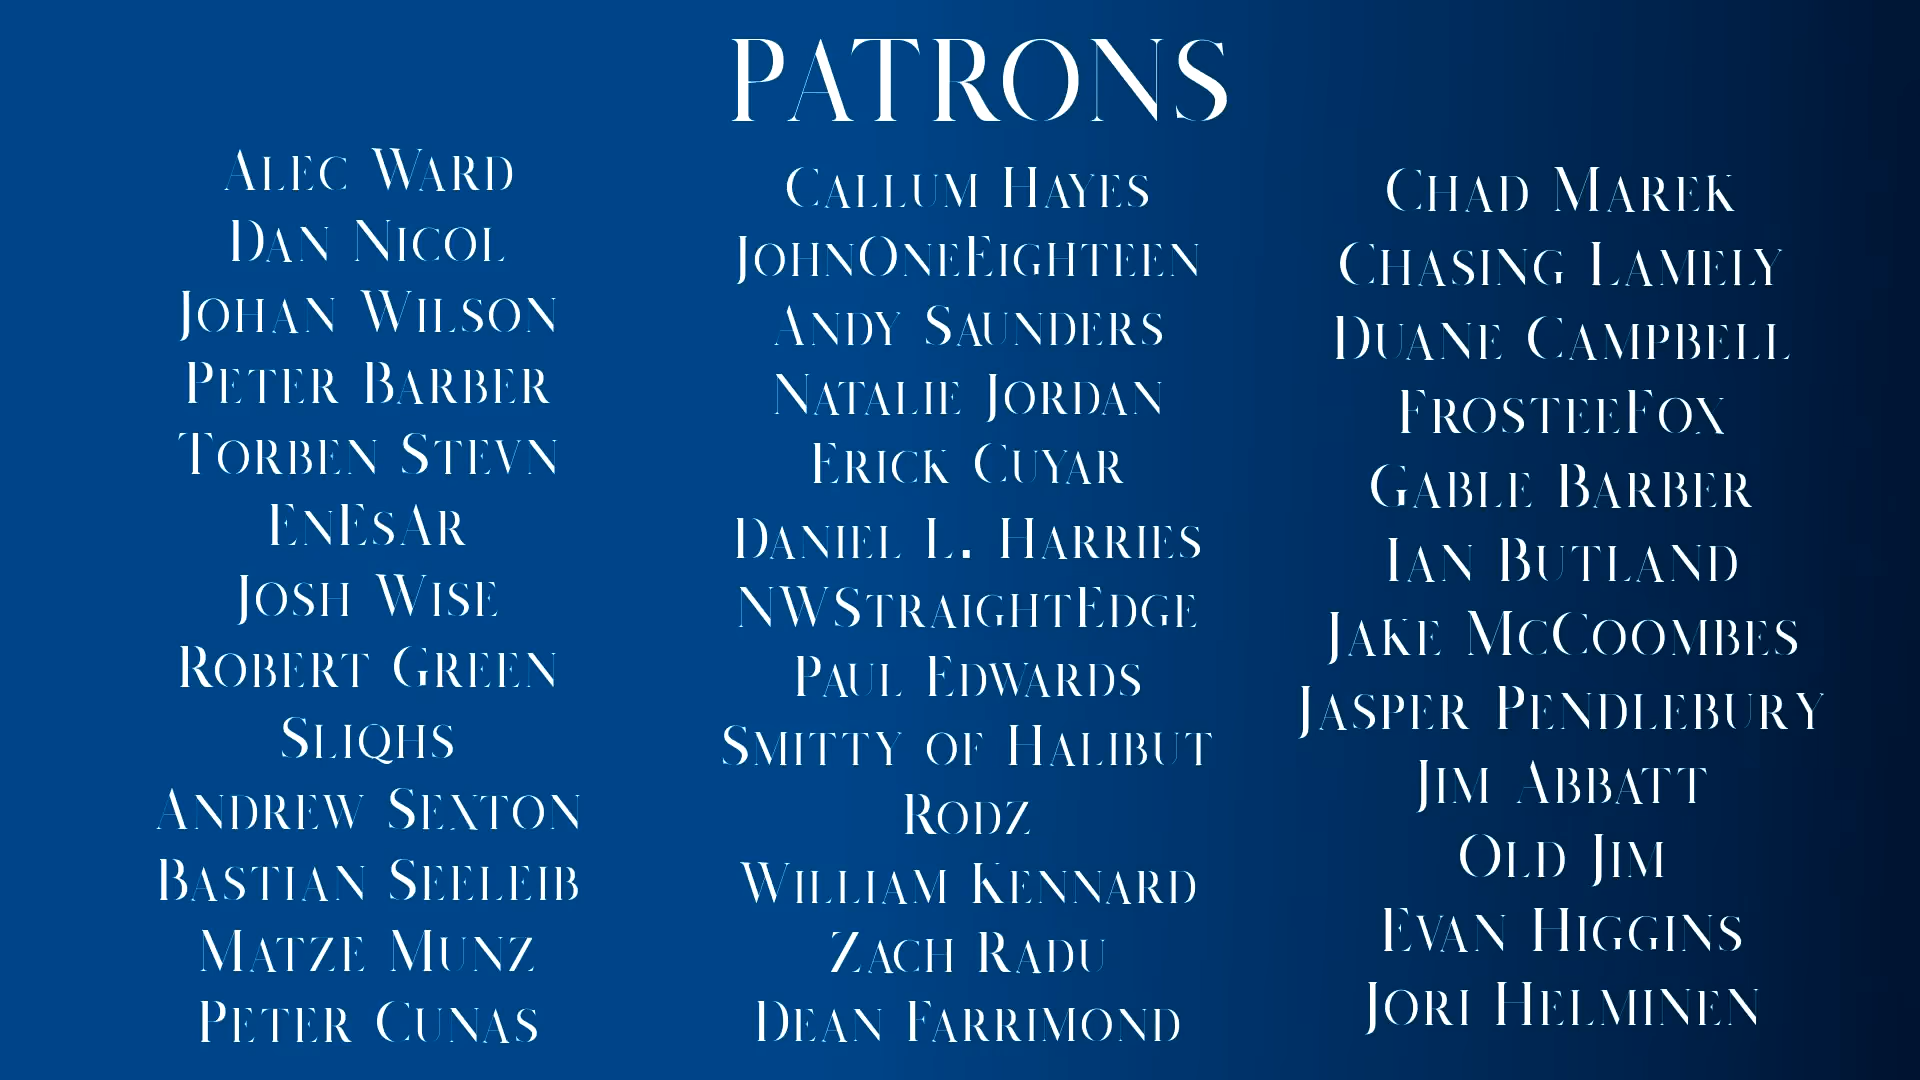 PATRONS
Alec Ward
Dan Nicol
Johan Wilson
Peter Barber
Torben Stevn
EnEsAr
Josh Wise
Robert Green
Sliqhs
Andrew Sexton
Bastian Seeleib
Matze Munz
Peter Cunas
Callum Hayes
JohnOneEighteen
Andy Saunders
Natalie Jordan
Erick Cuyar
Daniel L. Harries
NWStraightEdge
Paul Edwards
Smitty of Halibut
Rodz
William Kennard
Zach Radu
Dean Farrimond
Chad Marek
Chasing Lamely
Duane Campbell
FrosteeFox
Gable Barber
Ian Butland
Jake McCoombes
Jasper Pendlebury
Jim Abbatt
Old Jim
Evan Higgins
Jori Helminen